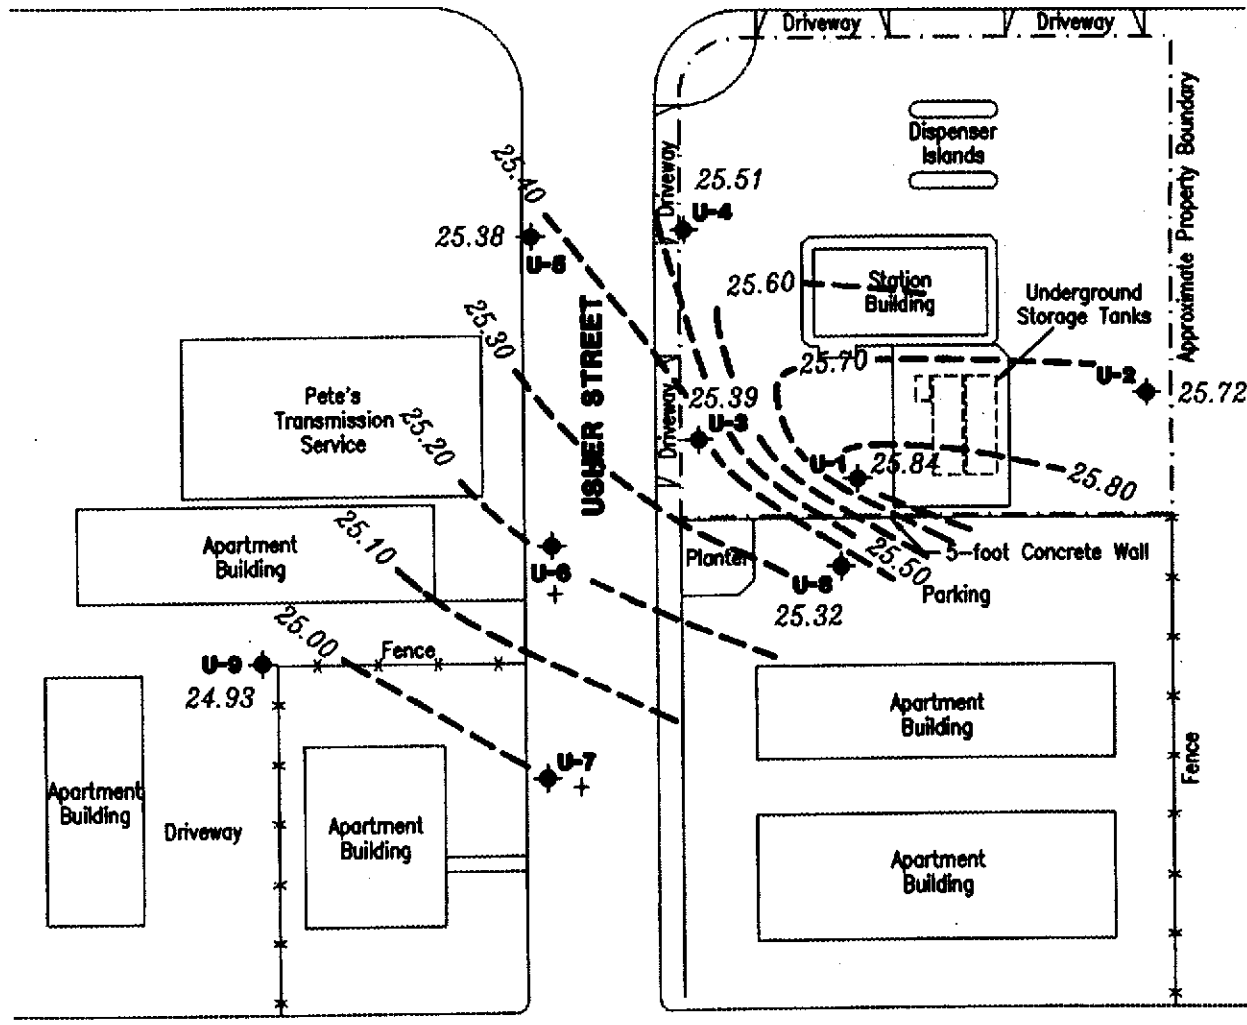 Driveway
Driveway
Dispenser
Islands
Approximate Property Boundary
25.40
Driveway
25.51
U-4
25.38
U-5
25.60
Station
Building
Underground
Storage Tanks
USHER STREET
25.30
25.70
U-2
25.72
Pete's
Transmission
Service
25.20
25.39
U-3
Driveway
U-1
25.84
25.80
Apartment
Building
25.10
U-6
+
Planter
25.50
5-foot Concrete Wall
U-8
25.32
Parking
25.00
Fence
U-9
24.93
Apartment
Building
U-7
+
Fence
Apartment
Building
Driveway
Apartment
Building
Apartment
Building